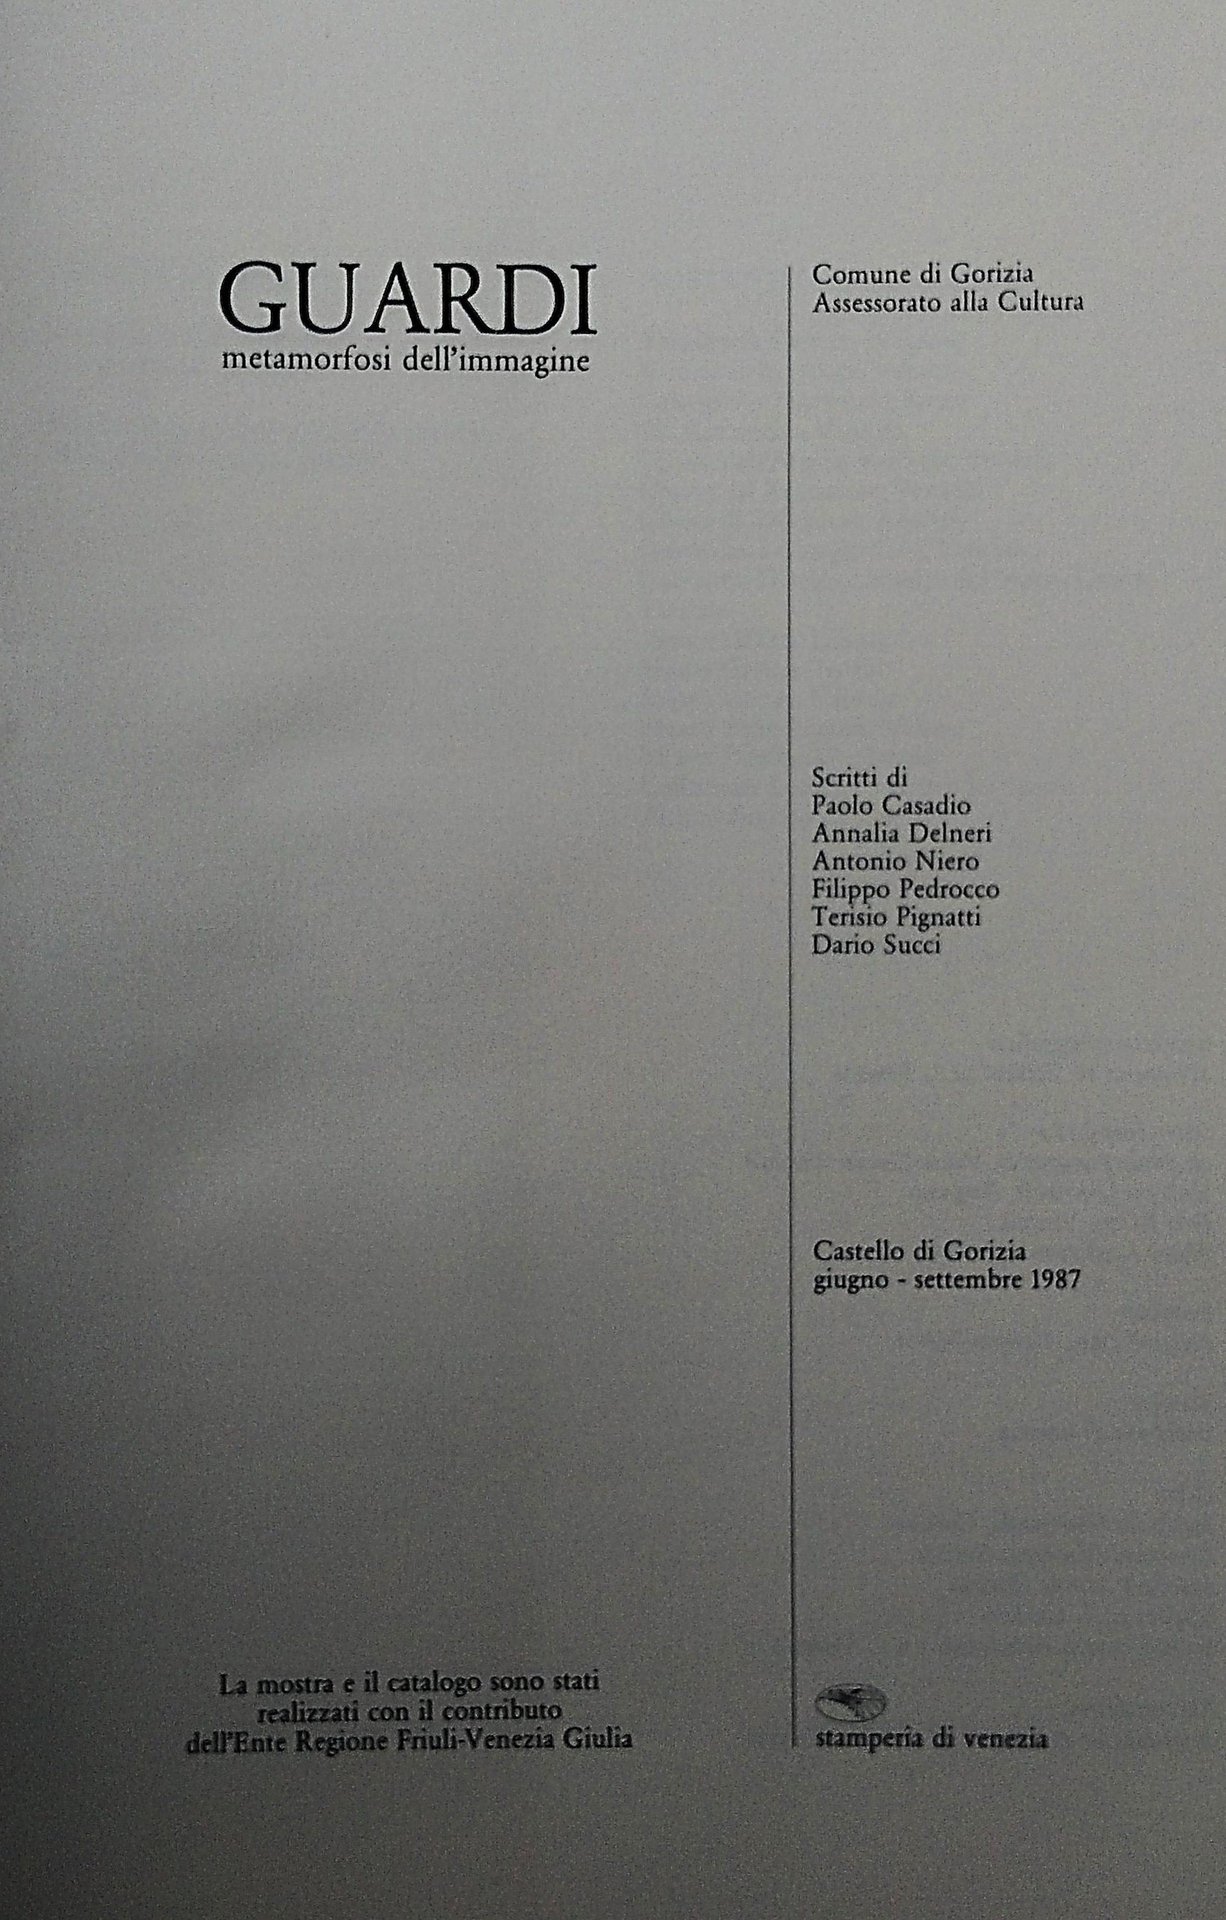 GUARDI
metamorfosi dell'immagine
Comune di Gorizia
Assessorato alla Cultura
Scritti di
Paolo Casadio
Annalia Delneri
Antonio Niero
Filippo Pedrocco
Terisio Pignatti
Dario Succi
Castello di Gorizia
giugno - settembre 1987
La mostra e il catalogo sono stati
realizzati con il contributo
dell'Ente Regione Friuli-Venezia Giulia
stamperia di venezia